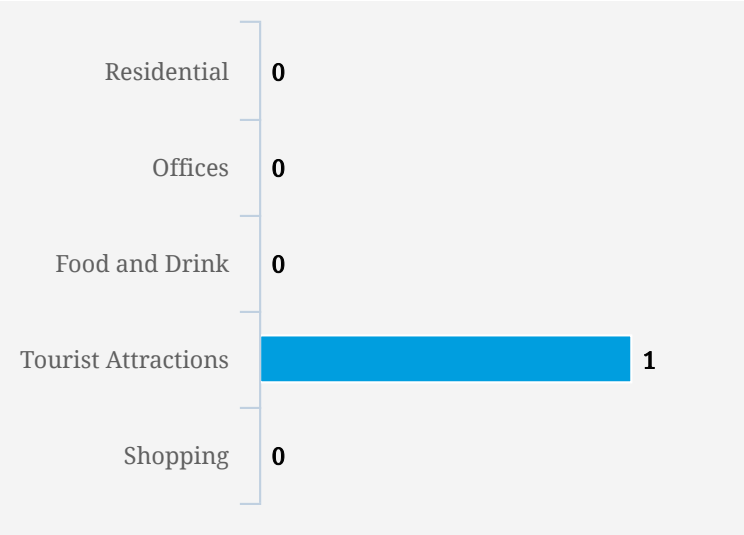 Residential 0
Offices 0
Food and Drink 0
Tourist Attractions 1
Shopping 0